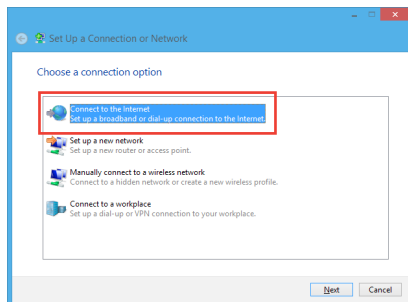 Set Up a Connection or Network
Choose a connection option
Connect to the Internet
Set up a broadband or dial-up connection to the Internet.
Set up a new network
Set up a new router or access point.
Manually connect to a wireless network
Connect to a hidden network or create a new wireless profile.
Connect to a workplace
Set up a dial-up or VPN connection to your workplace.
Next Cancel